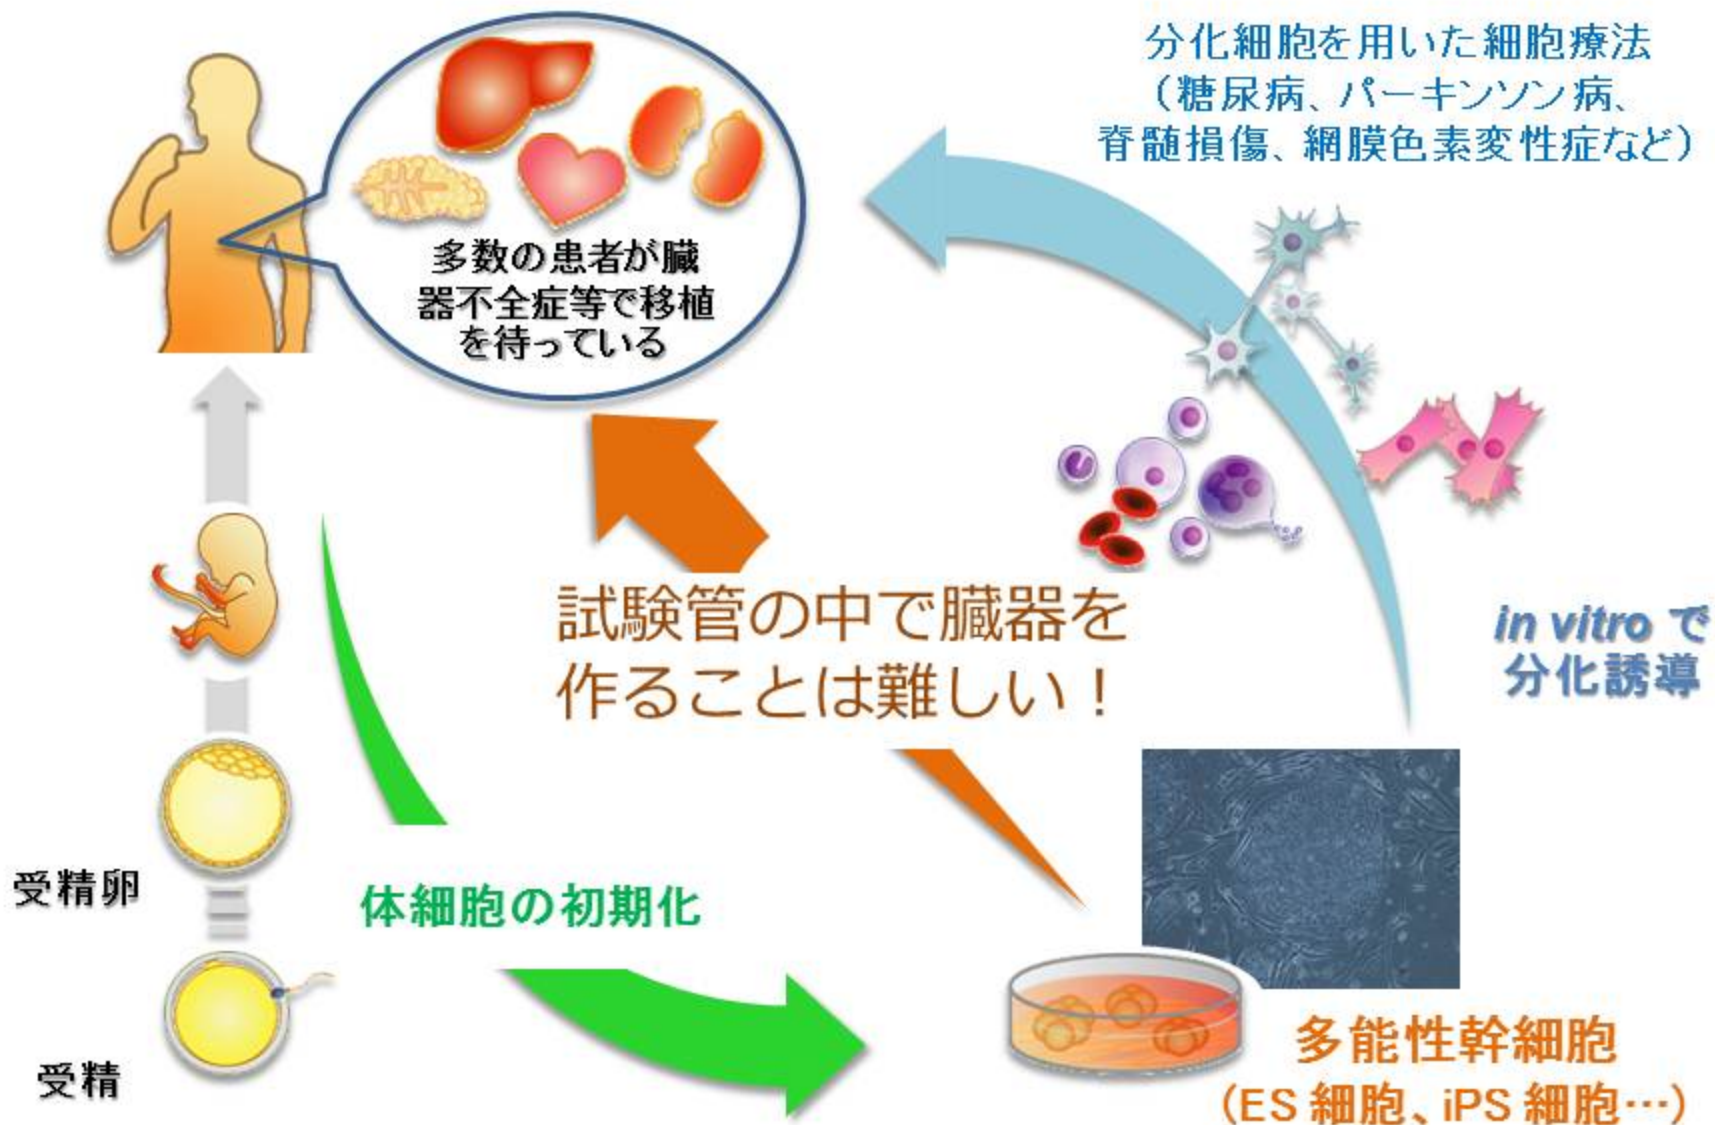 分化細胞を用いた細胞療法
（糖尿病、パーキンソン病、
脊髄損傷、網膜色素変性症など）
多数の患者が臓
器不全症等で移植
を待っている
試験管の中で臓器を
作ることは難しい！
in vitro で
分化誘導
受精卵
体細胞の初期化
受精
多能性幹細胞
（ES 細胞、iPS 細胞…）